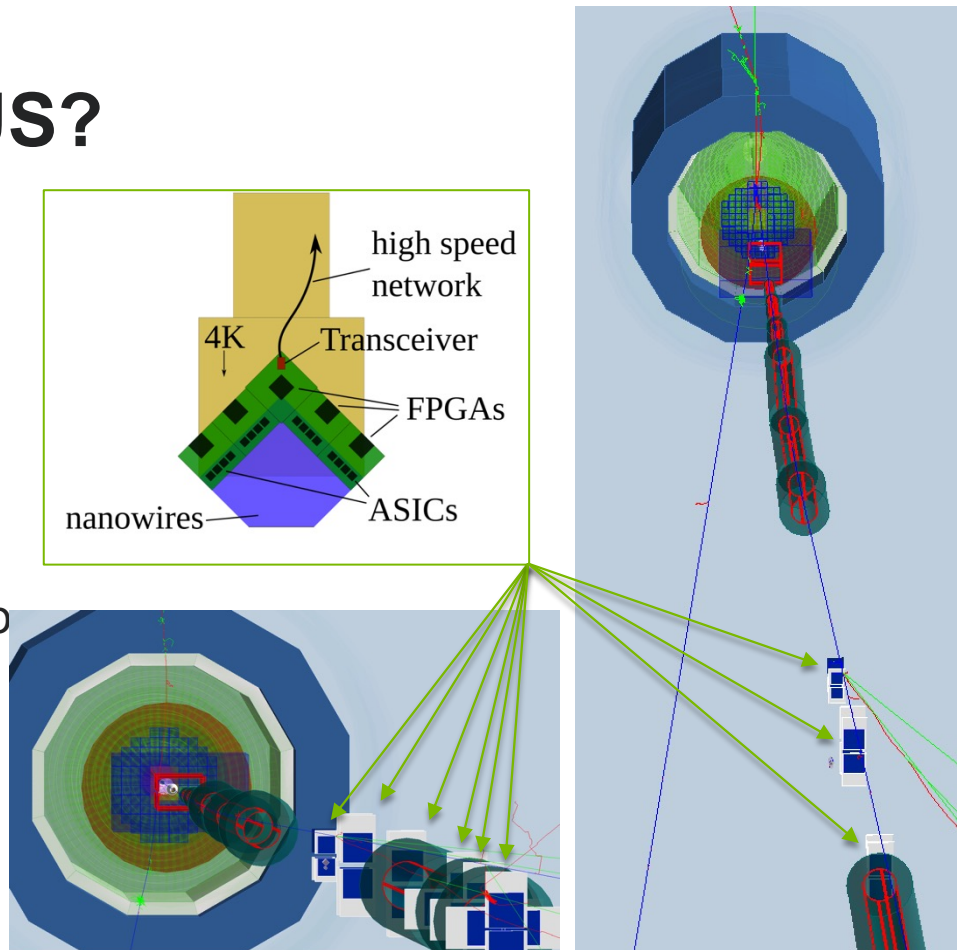 US?
high speed
network
4K
Transceiver
FPGAs
ASICs
nanowires